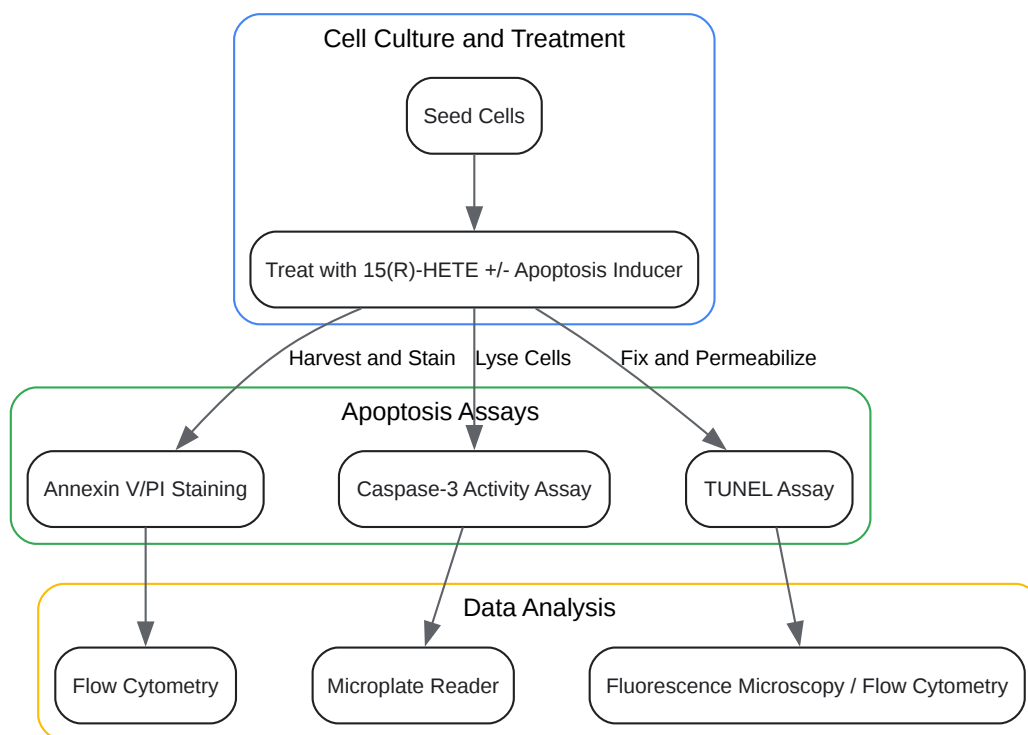 Cell Culture and Treatment
Seed Cells
Treat with 15(R)-HETE +/- Apoptosis Inducer
Harvest and Stain
Lyse Cells
Fix and Permeabilize
Apoptosis Assays
Annexin V/PI Staining
Caspase-3 Activity Assay
TUNEL Assay
Data Analysis
Flow Cytometry
Microplate Reader
Fluorescence Microscopy / Flow Cytometry